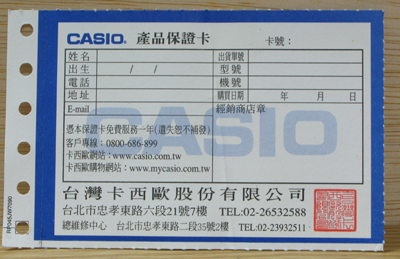 CASIO® 產品保證卡 卡號：
姓名 出貨單號
出生 / / 型號
電話 機號
地址 購買日期 年 月 日
E-mail 經銷商店章
CASIO
憑本保證卡免費服務一年(遺失恕不補發)
客戶專線：0800-686-899
卡西歐網站：www.casio.com.tw
卡西歐購物網站：www.mycasio.com.tw
台灣卡西歐股份有限公司
台北市忠孝東路六段21號7樓 TEL:02-26532588
總維修中心 台北市忠孝東路二段35號2樓 TEL:02-23932511